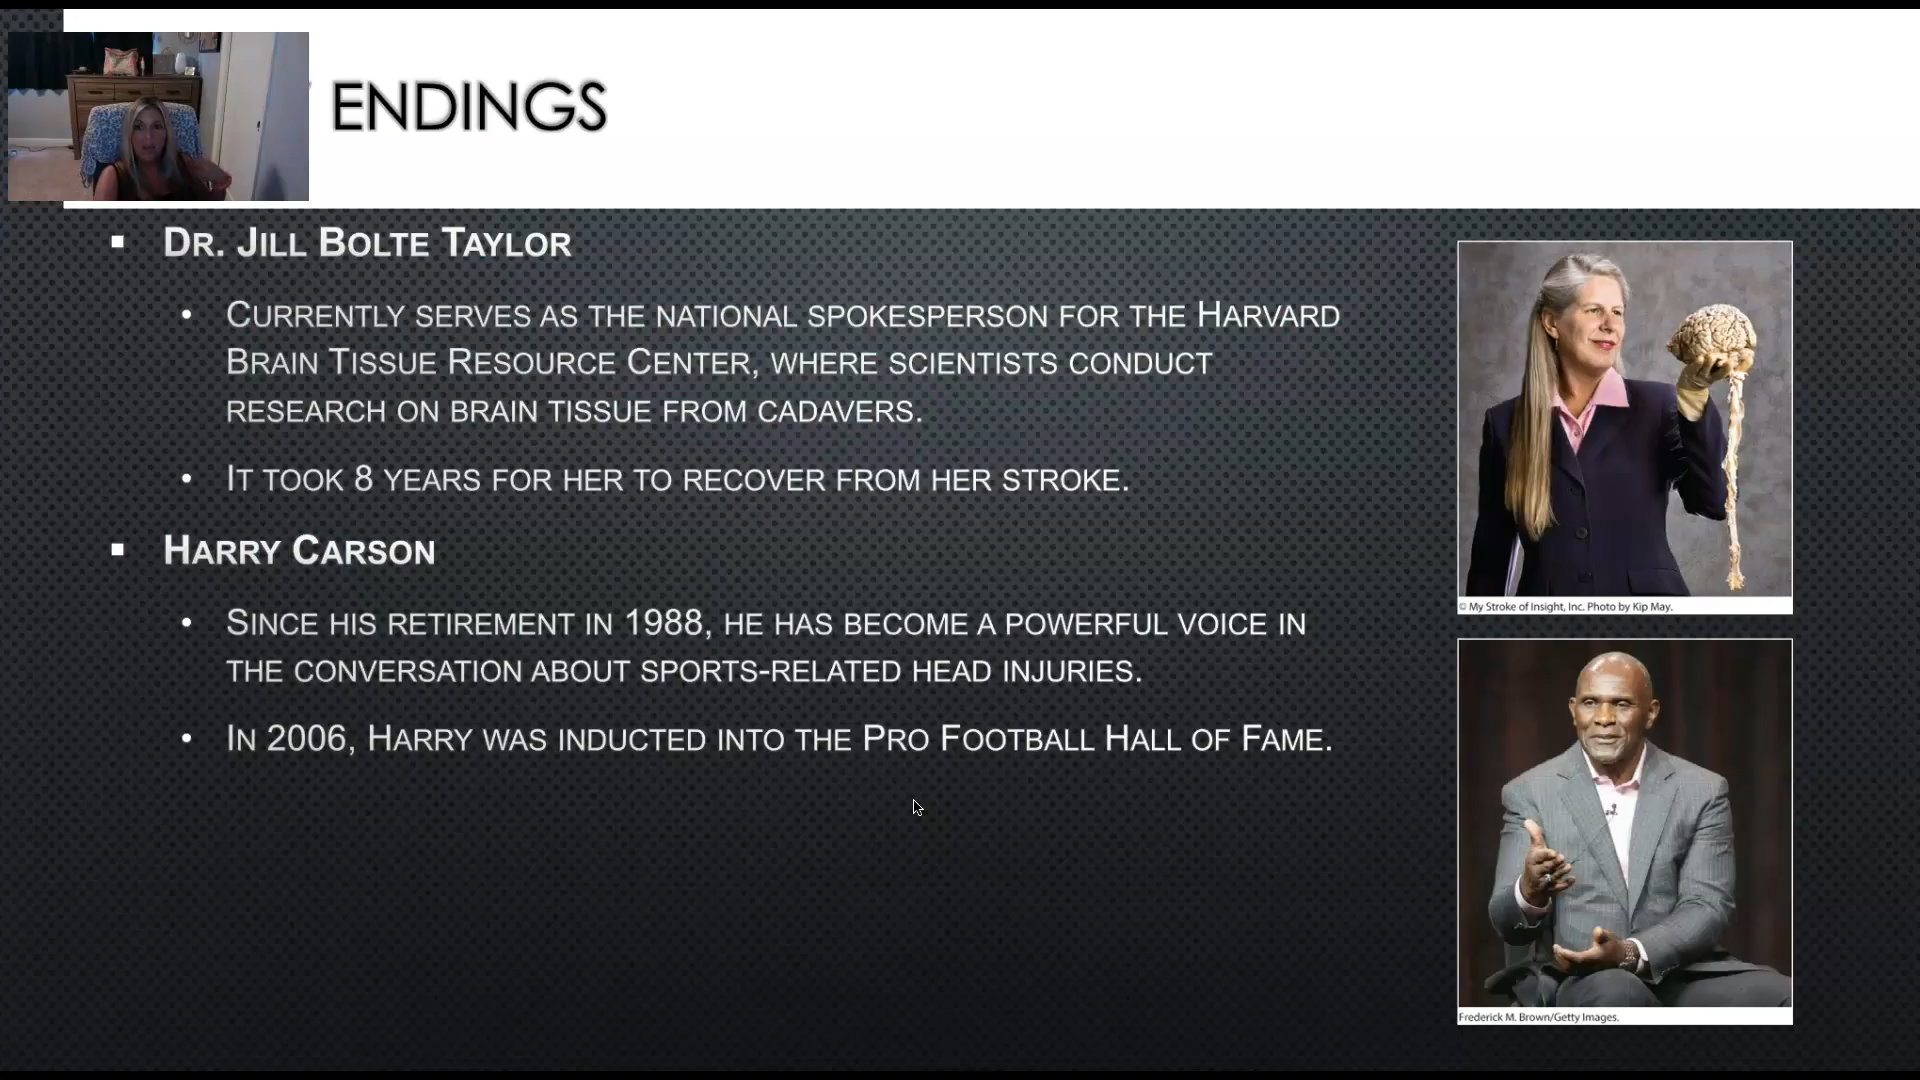 ENDINGS
DR. JILL BOLTE TAYLOR
CURRENTLY SERVES AS THE NATIONAL SPOKESPERSON FOR THE HARVARD
BRAIN TISSUE RESOURCE CENTER, WHERE SCIENTISTS CONDUCT
RESEARCH ON BRAIN TISSUE FROM CADAVERS.
IT TOOK 8 YEARS FOR HER TO RECOVER FROM HER STROKE.
HARRY CARSON
SINCE HIS RETIREMENT IN 1988, HE HAS BECOME A POWERFUL VOICE IN
THE CONVERSATION ABOUT SPORTS-RELATED HEAD INJURIES.
IN 2006, HARRY WAS INDUCTED INTO THE PRO FOOTBALL HALL OF FAME.
© My Stroke of Insight, Inc. Photo by Kip May.
Frederick M. Brown/Getty Images.